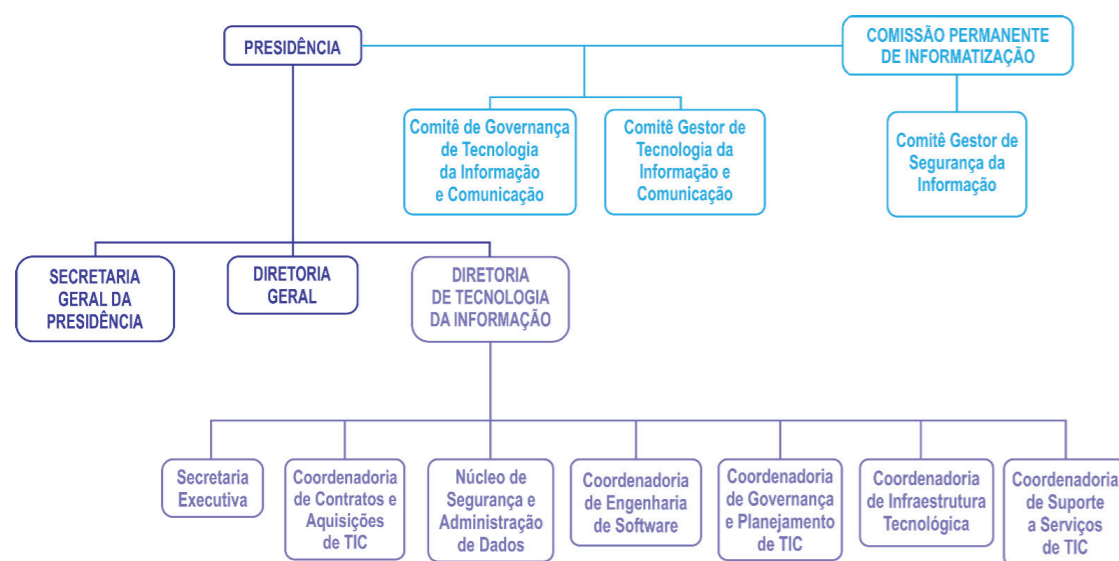 PRESIDÊNCIA
COMISSÃO PERMANENTE
DE INFORMATIZAÇÃO
Comitê de Governança
de Tecnologia
da Informação
e Comunicação
Comitê Gestor de
Tecnologia da
Informação e
Comunicação
Comitê Gestor de
Segurança da
Informação
SECRETARIA
GERAL DA
PRESIDÊNCIA
DIRETORIA
GERAL
DIRETORIA
DE TECNOLOGIA
DA INFORMAÇÃO
Secretaria
Executiva
Coordenadoria
de Contratos e
Aquisições
de TIC
Núcleo de
Segurança e
Administração
de Dados
Coordenadoria
de Engenharia
de Software
Coordenadoria
de Governança
e Planejamento
de TIC
Coordenadoria
de Infraestrutura
Tecnológica
Coordenadoria
de Suporte
a Serviços
de TIC